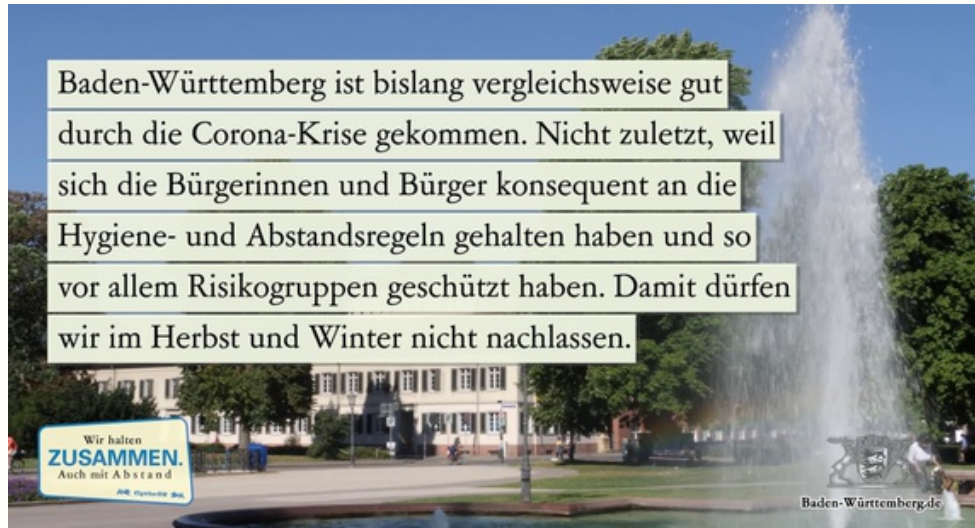 Baden-Württemberg ist bislang vergleichsweise gut
durch die Corona-Krise gekommen. Nicht zuletzt, weil
sich die Bürgerinnen und Bürger konsequent an die
Hygiene- und Abstandsregeln gehalten haben und so
vor allem Risikogruppen geschützt haben. Damit dürfen
wir im Herbst und Winter nicht nachlassen.
Wir halten
ZUSAMMEN.
Auch mit Abstand
Baden-Württemberg.de